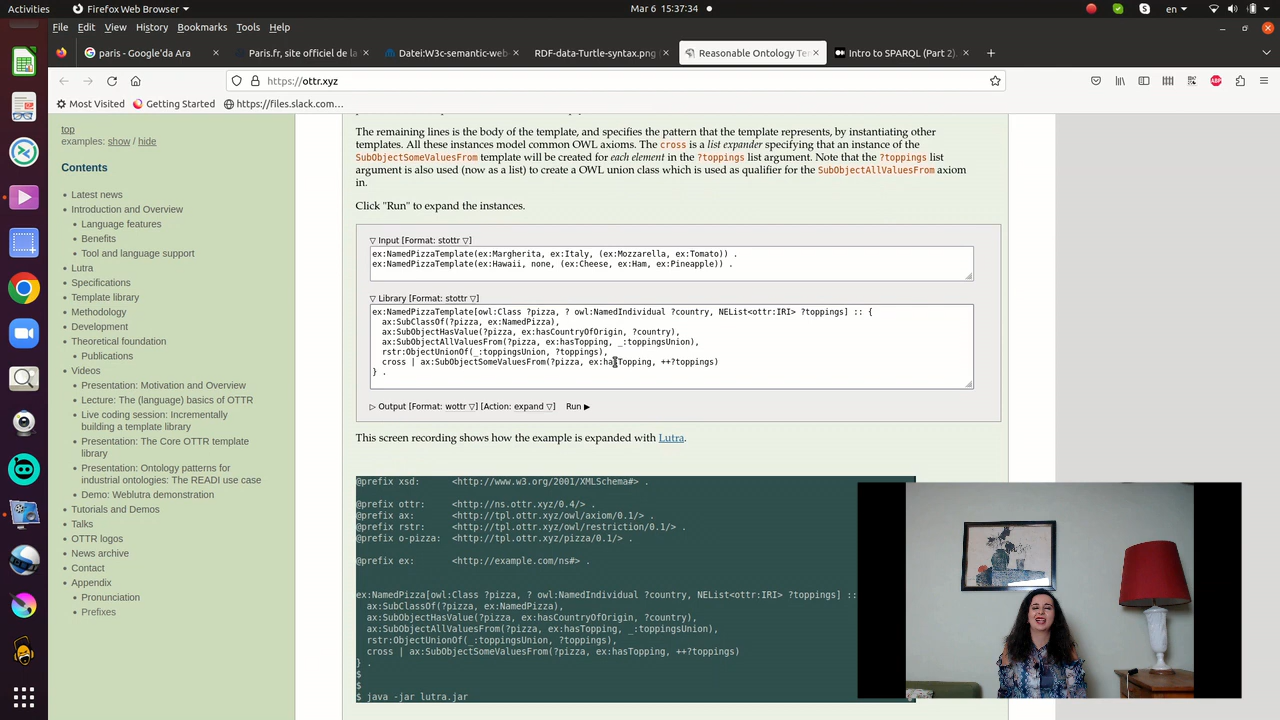 Activities
Firefox Web Browser
Mar 6 15:37:34
en
File Edit View History Bookmarks Tools Help
paris - Google'da Ara
Paris.fr, site officiel de la
Datei:W3c-semantic-web
RDF-data-Turtle-syntax.png
Reasonable Ontology Te
Intro to SPARQL (Part 2).
https://ottr.xyz
Most Visited
Getting Started
https://files.slack.com...
top
examples: show / hide
Contents
Latest news
Introduction and Overview
Language features
Benefits
Tool and language support
Lutra
Specifications
Template library
Methodology
Development
Theoretical foundation
Publications
Videos
Presentation: Motivation and Overview
Lecture: The (language) basics of OTTR
Live coding session: Incrementally
building a template library
Presentation: The Core OTTR template
library
Presentation: Ontology patterns for
industrial ontologies: The READI use case
Demo: Weblutra demonstration
Tutorials and Demos
Talks
OTTR logos
News archive
Contact
Appendix
Pronunciation
Prefixes
The remaining lines is the body of the template, and specifies the pattern that the template represents, by instantiating other
templates. All these instances model common OWL axioms. The cross is a list expander specifying that an instance of the
SubObjectSomeValuesFrom template will be created for each element in the ?toppings list argument. Note that the ?toppings list
argument is also used (now as a list) to create a OWL union class which is used as qualifier for the SubObjectAllValuesFrom axiom
in.
Click "Run" to expand the instances.
▽ Input [Format: stottr ▽]
ex:NamedPizzaTemplate(ex:Margherita, ex:Italy, (ex:Mozzarella, ex:Tomato)) .
ex:NamedPizzaTemplate(ex:Hawaii, none, (ex:Cheese, ex:Ham, ex:Pineapple)) .
▽ Library [Format: stottr ▽]
ex:NamedPizzaTemplate[owl:Class ?pizza, ? owl:NamedIndividual ?country, NEList<ottr:IRI> ?toppings] :: {
ax:SubClassOf(?pizza, ex:NamedPizza),
ax:SubObjectHasValue(?pizza, ex:hasCountryOfOrigin, ?country),
ax:SubObjectAllValuesFrom(?pizza, ex:hasTopping, _:toppingsUnion),
rstr:ObjectUnionOf(_:toppingsUnion, ?toppings),
cross | ax:SubObjectSomeValuesFrom(?pizza, ex:hasTopping, ++?toppings)
} .
▷ Output [Format: wottr ▽] [Action: expand ▽] Run ▶
This screen recording shows how the example is expanded with Lutra.
@prefix xsd: <http://www.w3.org/2001/XMLSchema#> .
@prefix ottr: <http://ns.ottr.xyz/0.4/> .
@prefix ax: <http://tpl.ottr.xyz/owl/axiom/0.1/> .
@prefix rstr: <http://tpl.ottr.xyz/owl/restriction/0.1/> .
@prefix o-pizza: <http://tpl.ottr.xyz/pizza/0.1/> .
@prefix ex: <http://example.com/ns#> .
ex:NamedPizza[owl:Class ?pizza, ? owl:NamedIndividual ?country, NEList<ottr:IRI> ?toppings] ::
ax:SubClassOf(?pizza, ex:NamedPizza),
ax:SubObjectHasValue(?pizza, ex:hasCountryOfOrigin, ?country),
ax:SubObjectAllValuesFrom(?pizza, ex:hasTopping, _:toppingsUnion),
rstr:ObjectUnionOf(_:toppingsUnion, ?toppings),
cross | ax:SubObjectSomeValuesFrom(?pizza, ex:hasTopping, ++?toppings)
} .
$
$
$ java -jar lutra.jar